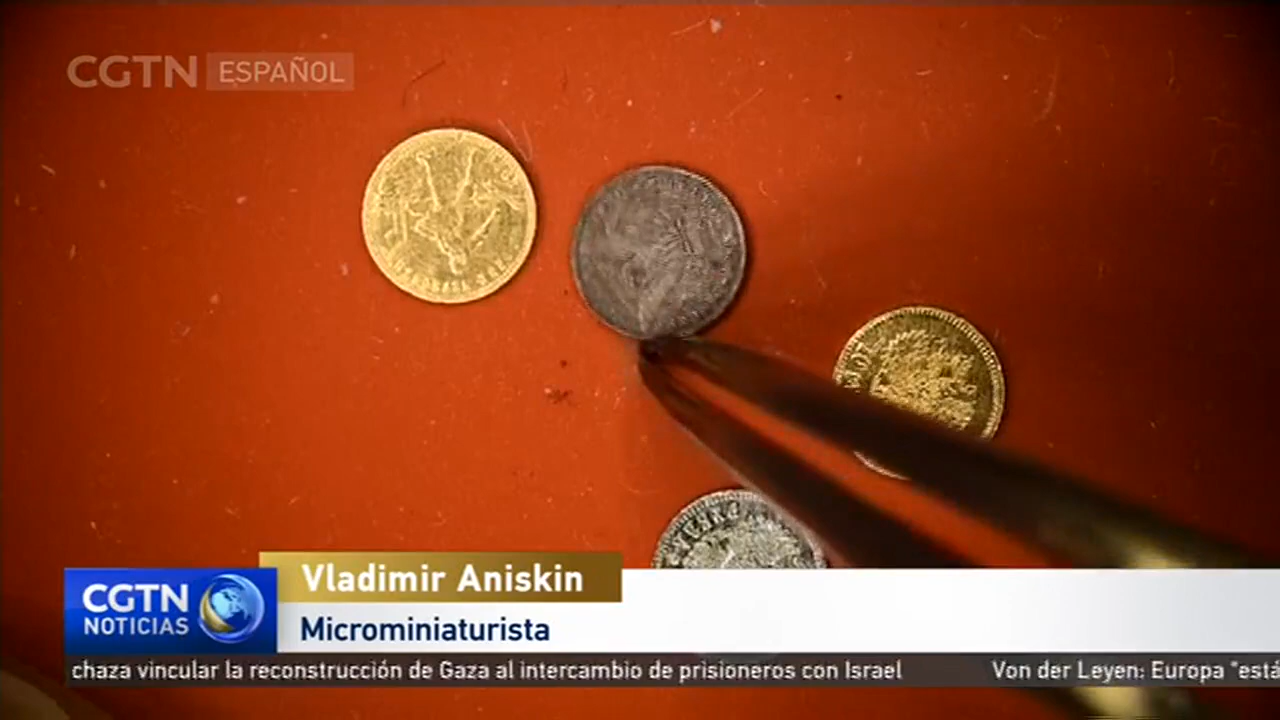 CGTN ESPAÑOL
Vladimir Aniskin
CGTN
NOTICIAS
Microminiaturista
chaza vincular la reconstrucción de Gaza al intercambio de prisioneros con Israel Von der Leyen: Europa "está